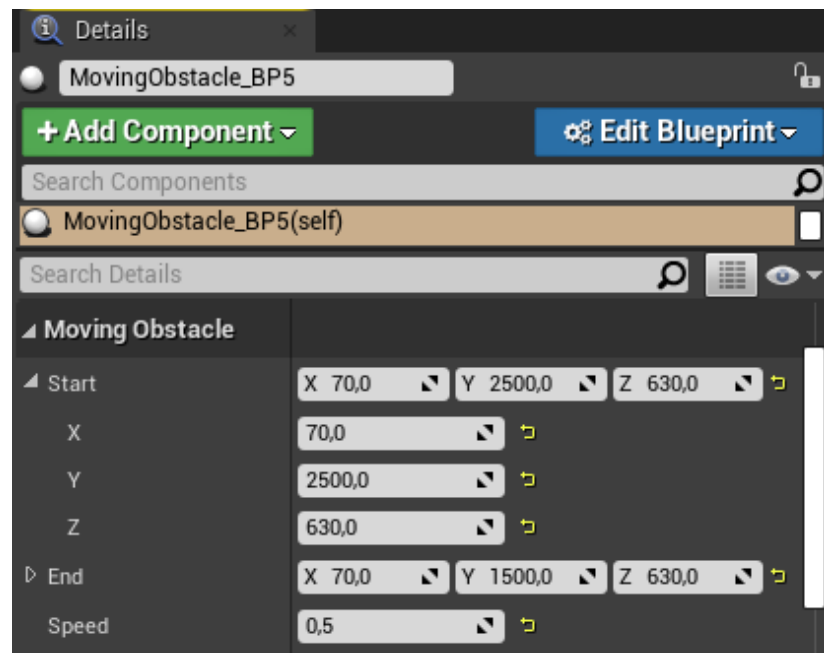 Details
MovingObstacle_BP5
+ Add Component Edit Blueprint
Search Components
MovingObstacle_BP5(self)
Search Details
Moving Obstacle
Start X 70,0 Y 2500,0 Z 630,0
X 70,0
Y 2500,0
Z 630,0
End X 70,0 Y 1500,0 Z 630,0
Speed 0,5